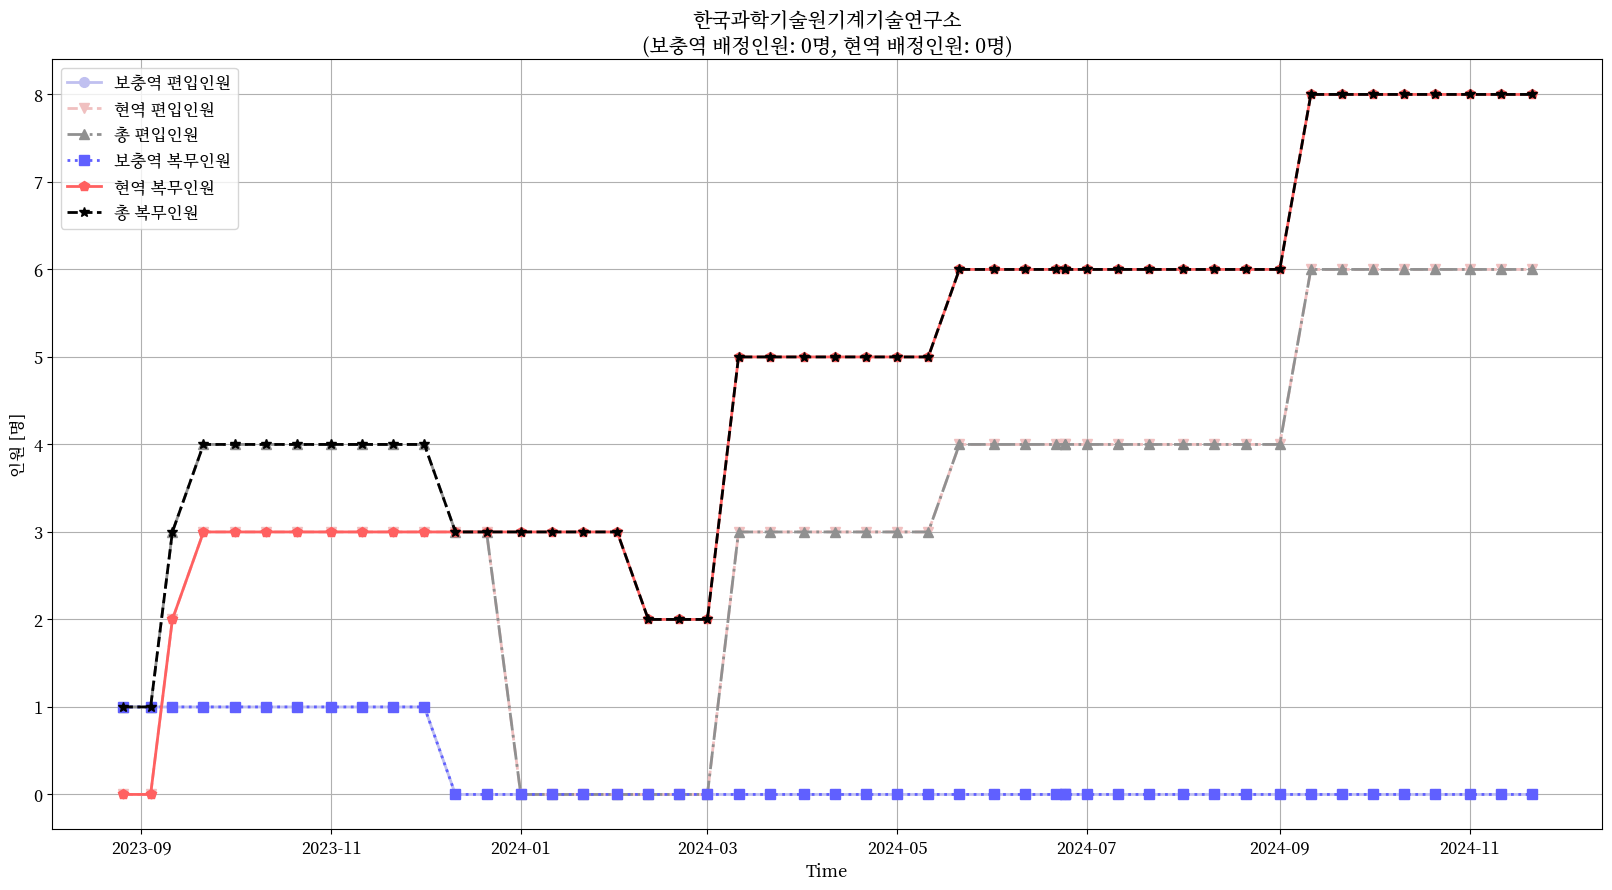 한국과학기술원기계기술연구소
(보충역 배정인원: 0명, 현역 배정인원: 0명)
보충역 편입인원
현역 편입인원
총 편입인원
보충역 복무인원
현역 복무인원
총 복무인원
8
7
6
5
4
3
2
1
0
인원 [명]
2023-09
2023-11
2024-01
2024-03
2024-05
2024-07
2024-09
2024-11
Time